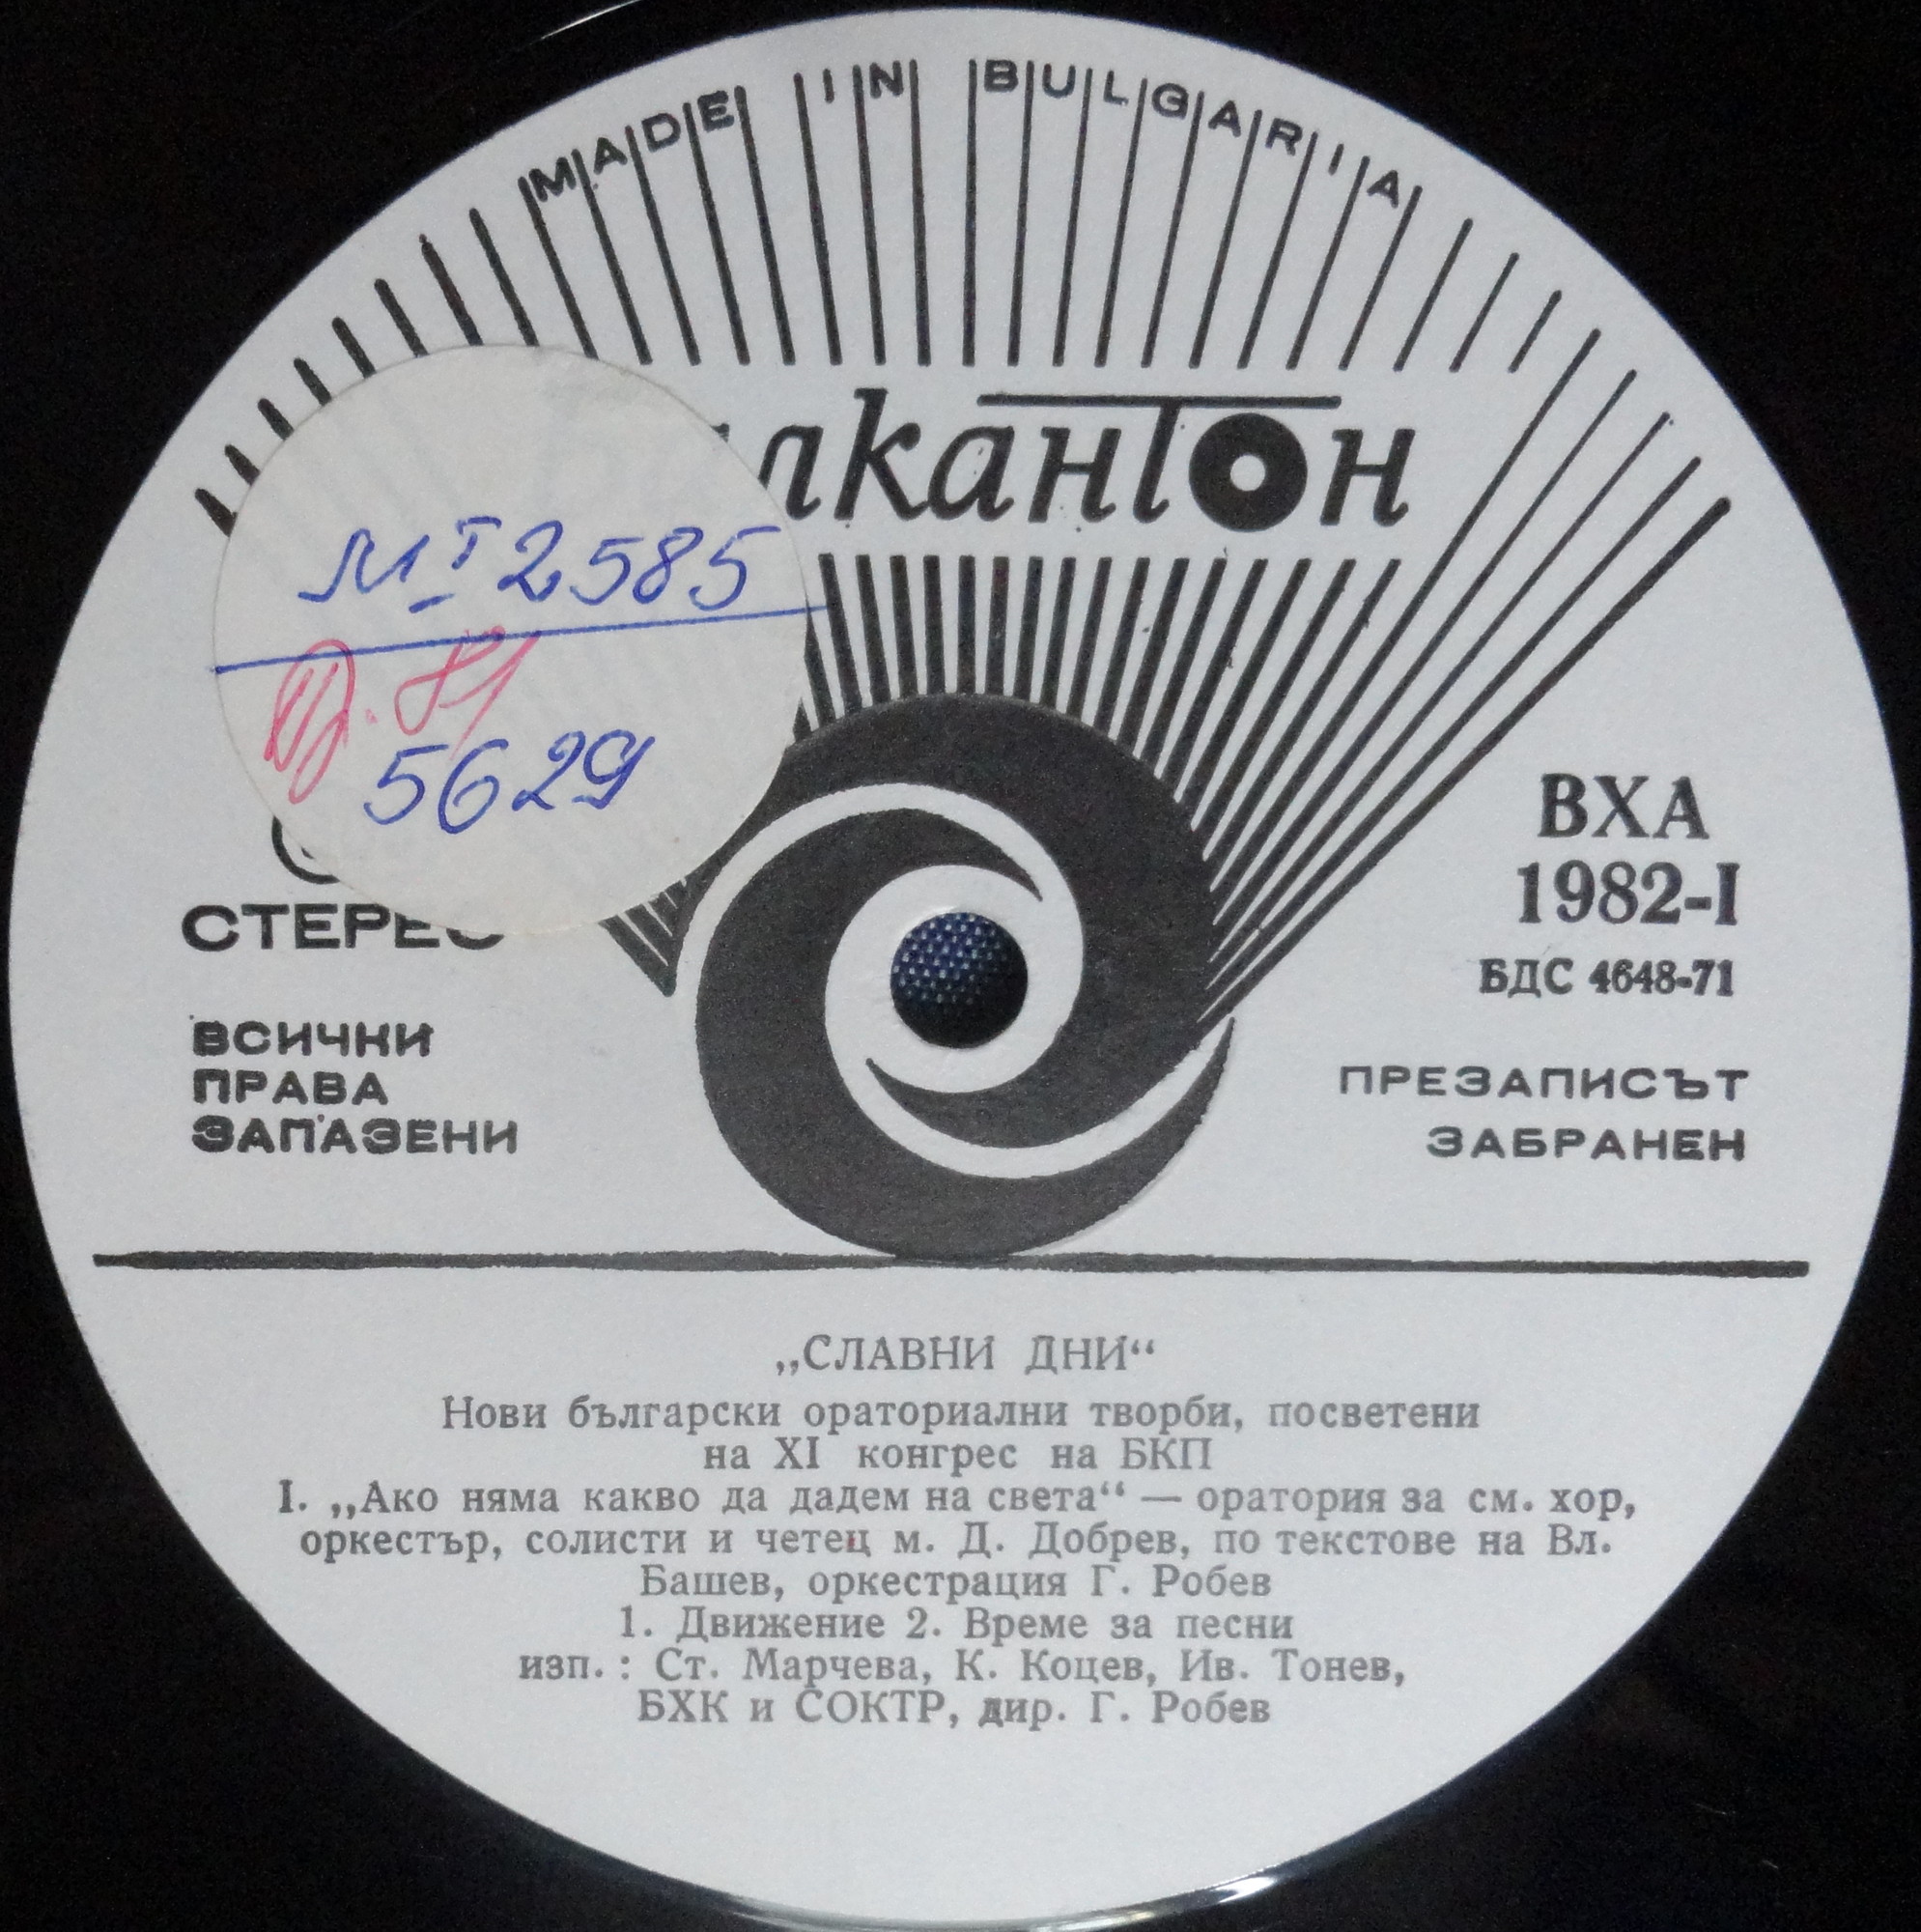 MADE IN BULGARIA
лкантон
2585
5629
СТЕРЕО
ВСИЧКИ
ПРАВА
ЗАПАЗЕНИ
ВХА
1982-I
БДС 4648-71
ПРЕЗАПИСЪТ
ЗАБРАНЕН
„СЛАВНИ ДНИ“
Нови български ораториални творби, посветени
на XI конгрес на БКП
I. „Ако няма какво да дадем на света“ — оратория за см. хор,
оркестър, солисти и четец м. Д. Добрев, по текстове на Вл.
Башев, оркестрация Г. Робев
1. Движение 2. Време за песни
изп. : Ст. Марчева, К. Коцев, Ив. Тонев,
БХК и СОКТР, дир. Г. Робев